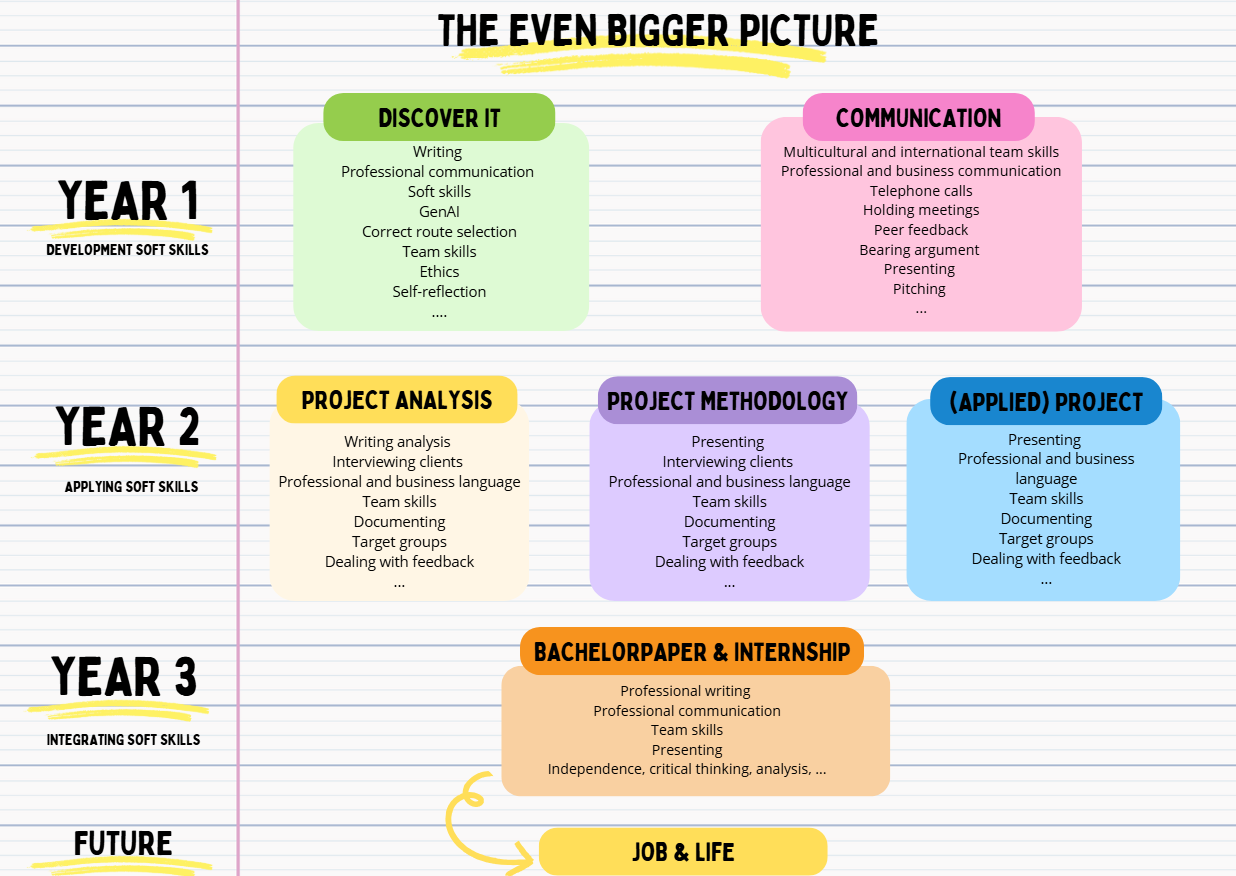 THE EVEN BIGGER PICTURE
YEAR 1
DEVELOPMENT SOFT SKILLS
DISCOVER IT
Writing
Professional communication
Soft skills
GenAI
Correct route selection
Team skills
Ethics
Self-reflection
....
COMMUNICATION
Multicultural and international team skills
Professional and business communication
Telephone calls
Holding meetings
Peer feedback
Bearing argument
Presenting
Pitching
...
YEAR 2
APPLYING SOFT SKILLS
PROJECT ANALYSIS
Writing analysis
Interviewing clients
Professional and business language
Team skills
Documenting
Target groups
Dealing with feedback
...
PROJECT METHODOLOGY
Presenting
Interviewing clients
Professional and business language
Team skills
Documenting
Target groups
Dealing with feedback
...
(APPLIED) PROJECT
Presenting
Professional and business
language
Team skills
Documenting
Target groups
Dealing with feedback
...
YEAR 3
INTEGRATING SOFT SKILLS
BACHELORPAPER & INTERNSHIP
Professional writing
Professional communication
Team skills
Presenting
Independence, critical thinking, analysis, ...
FUTURE
JOB & LIFE